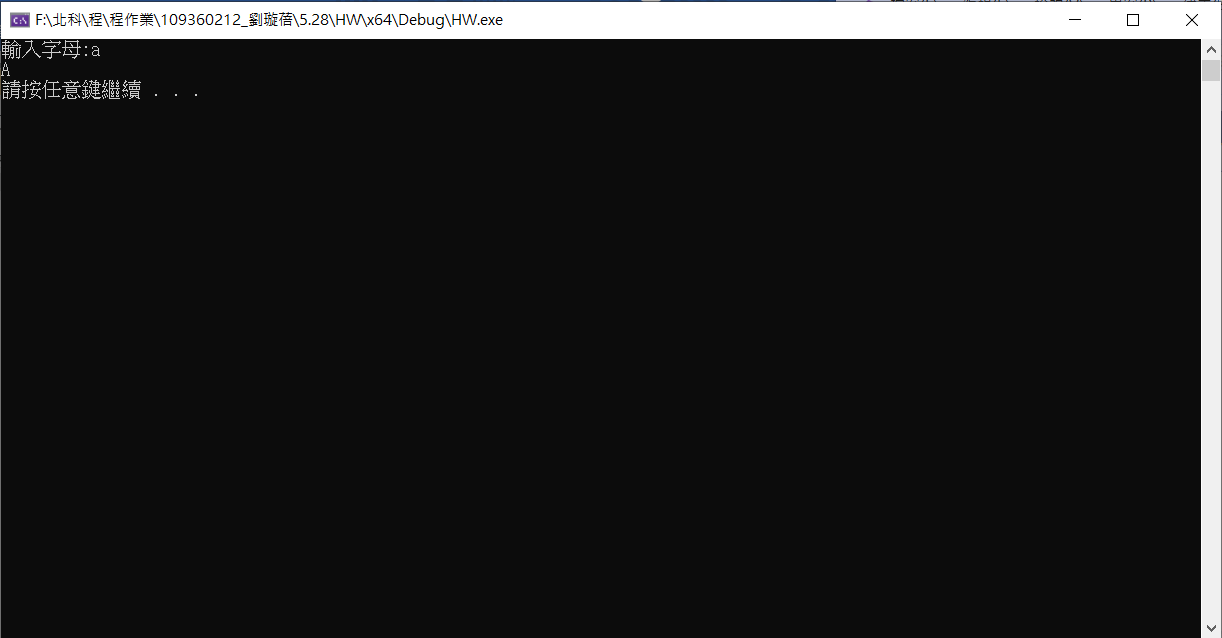 F:\北科\程\程作業\109360212_劉璇蓓\5.28\HW\x64\Debug\HW.exe
輸入字母:a
A
請按任意鍵繼續 . . .